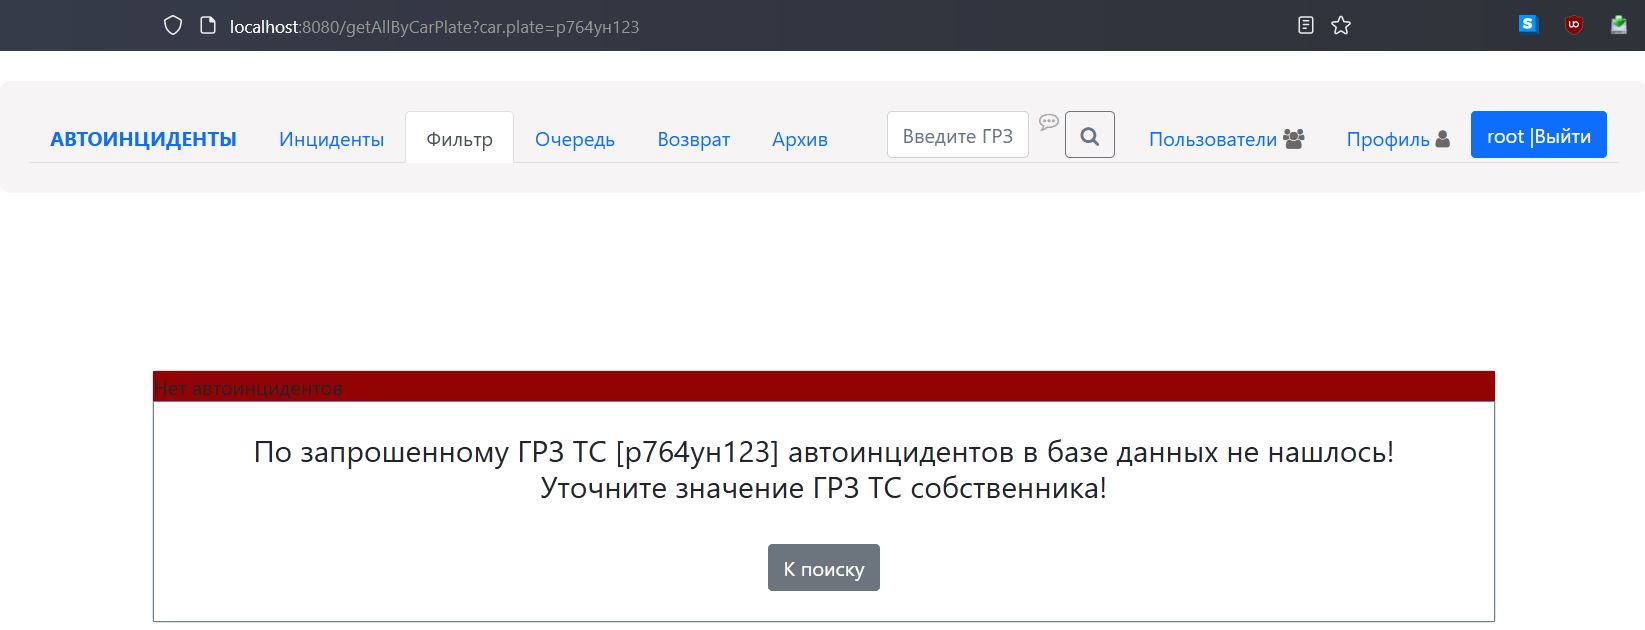 localhost:8080/getAllByCarPlate?car.plate=р764ун123
АВТОИНЦИДЕНТЫ Инциденты Фильтр Очередь Возврат Архив Введите ГРЗ Пользователи Профиль root |Выйти
Нет автоинцидентов
По запрошенному ГРЗ ТС [р764ун123] автоинцидентов в базе данных не нашлось!
Уточните значение ГРЗ ТС собственника!
К поиску